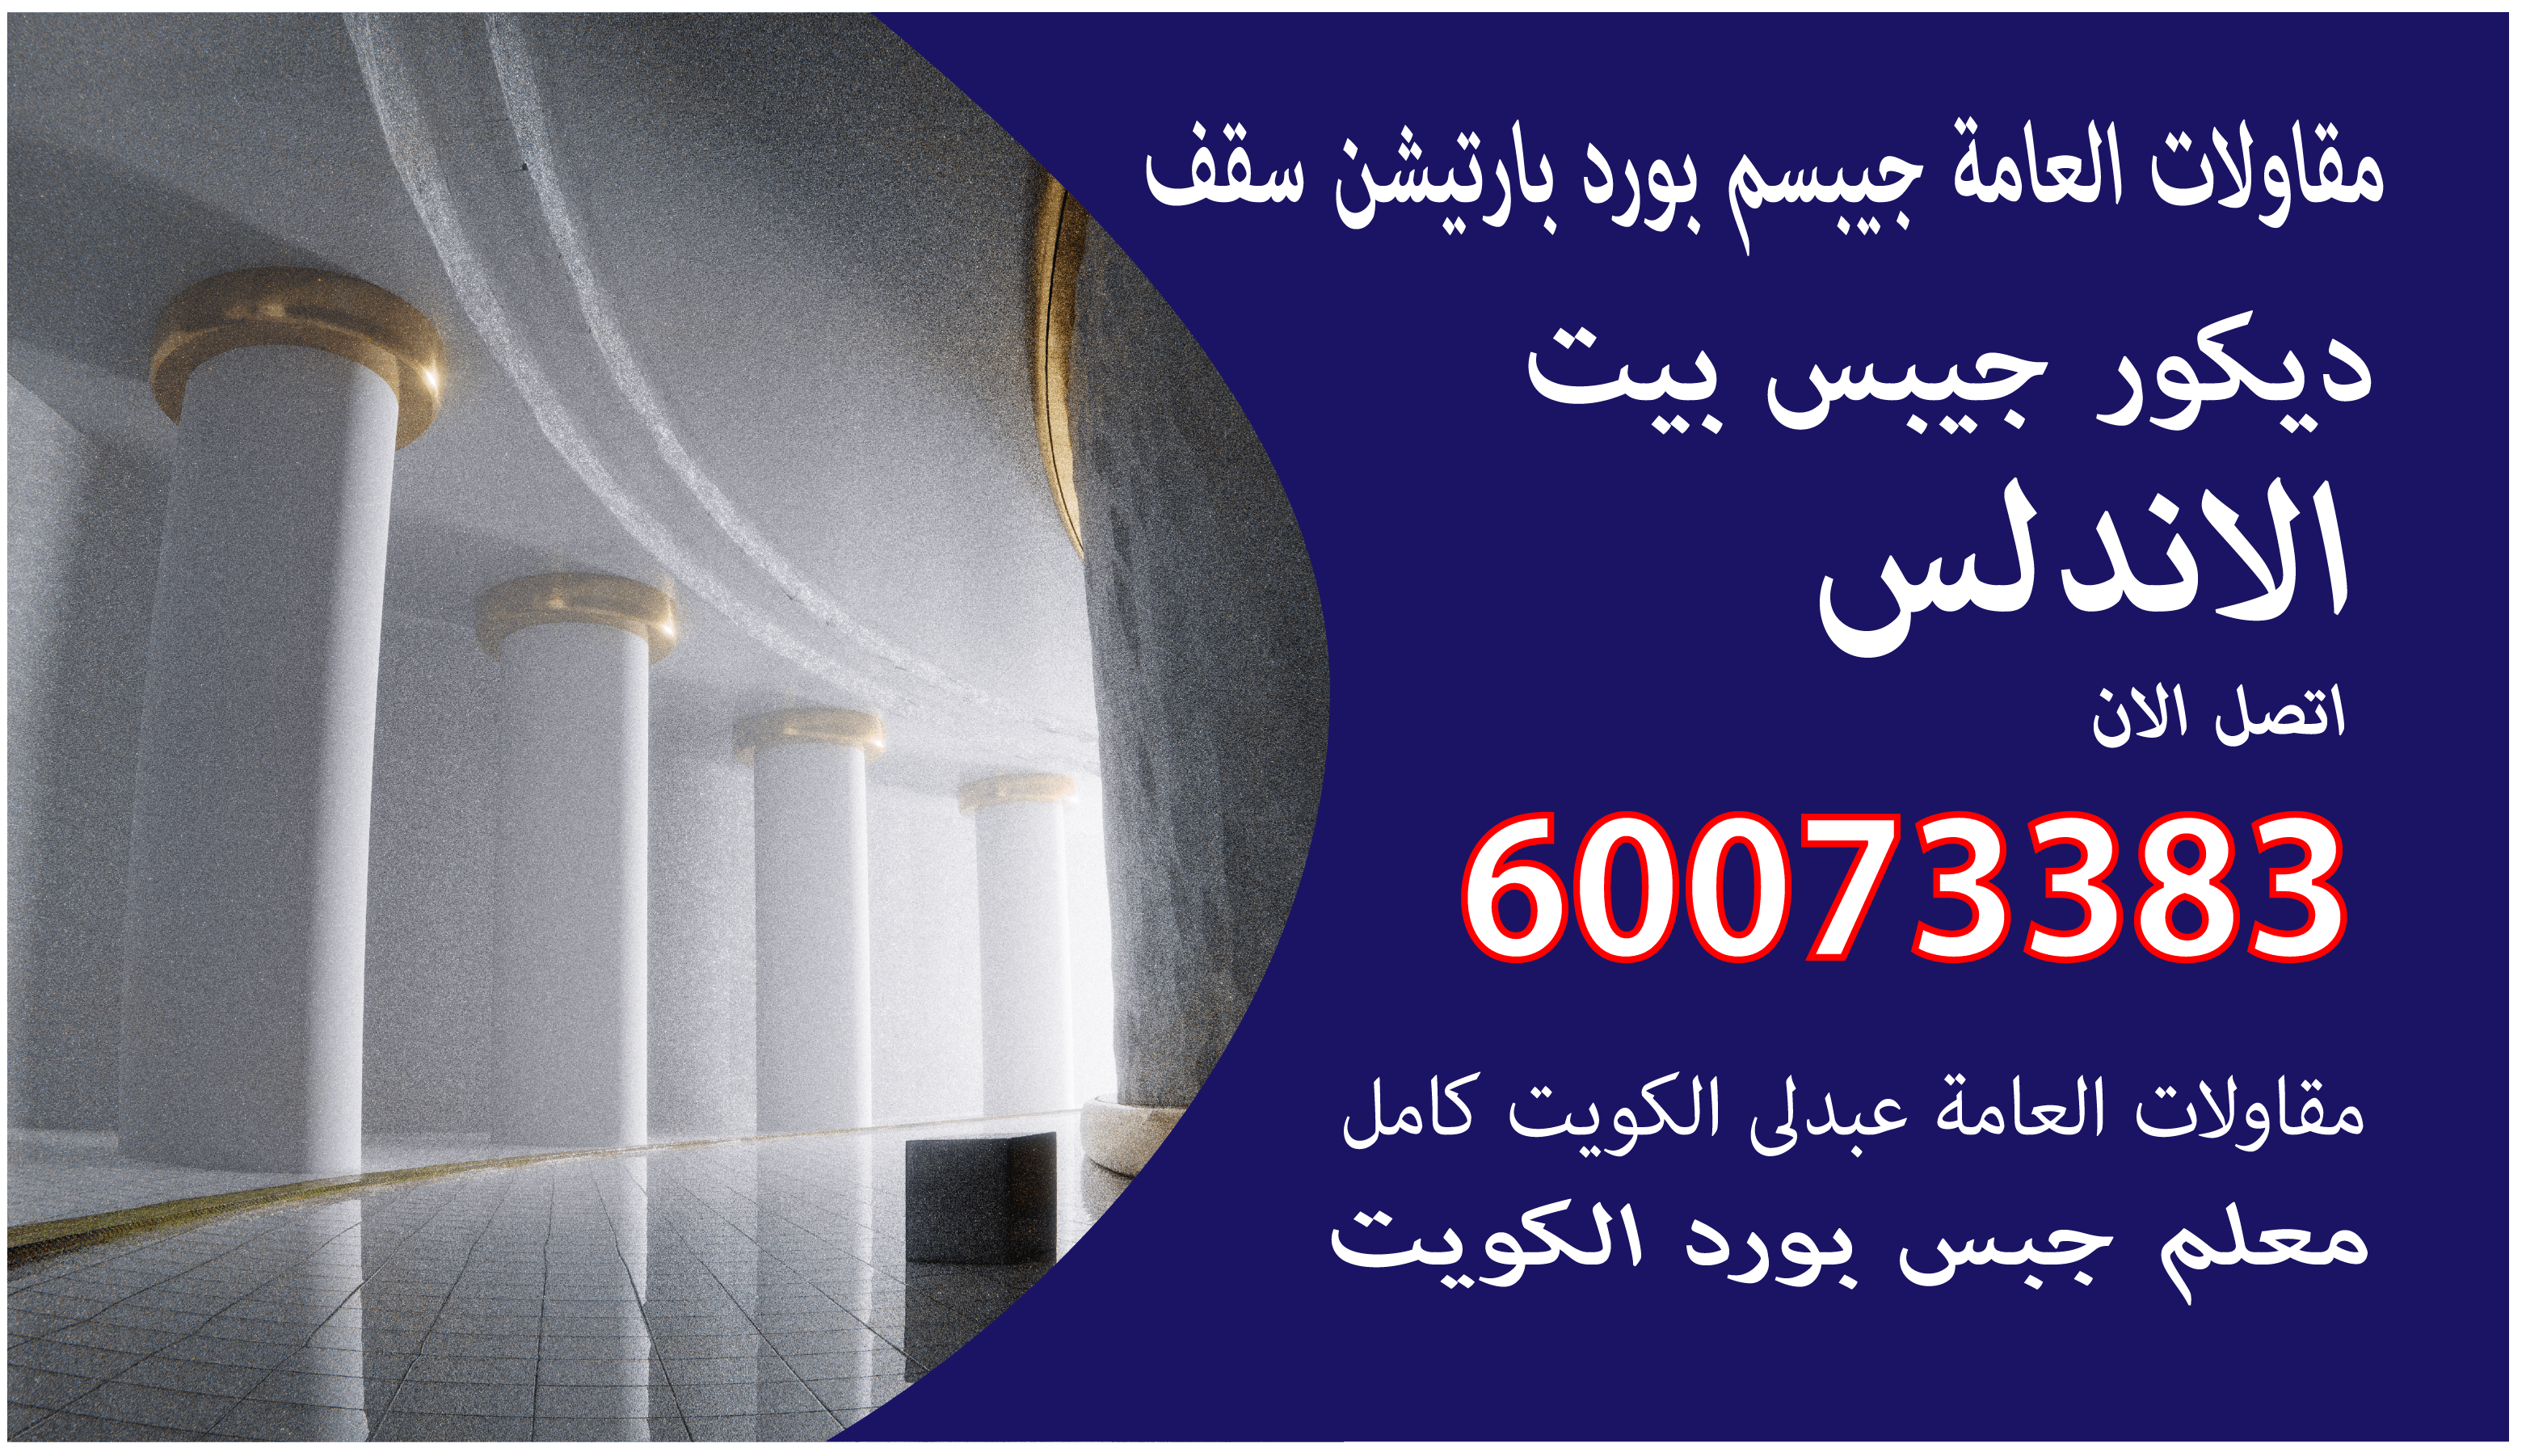 مقاولات العامة جيبسم بورد بارتيشن سقف
ديكور جيبس بيت
الاندلس
اتصل الان
60073383
مقاولات العامة عبدلى الكويت كامل
معلم جبس بورد الكويت